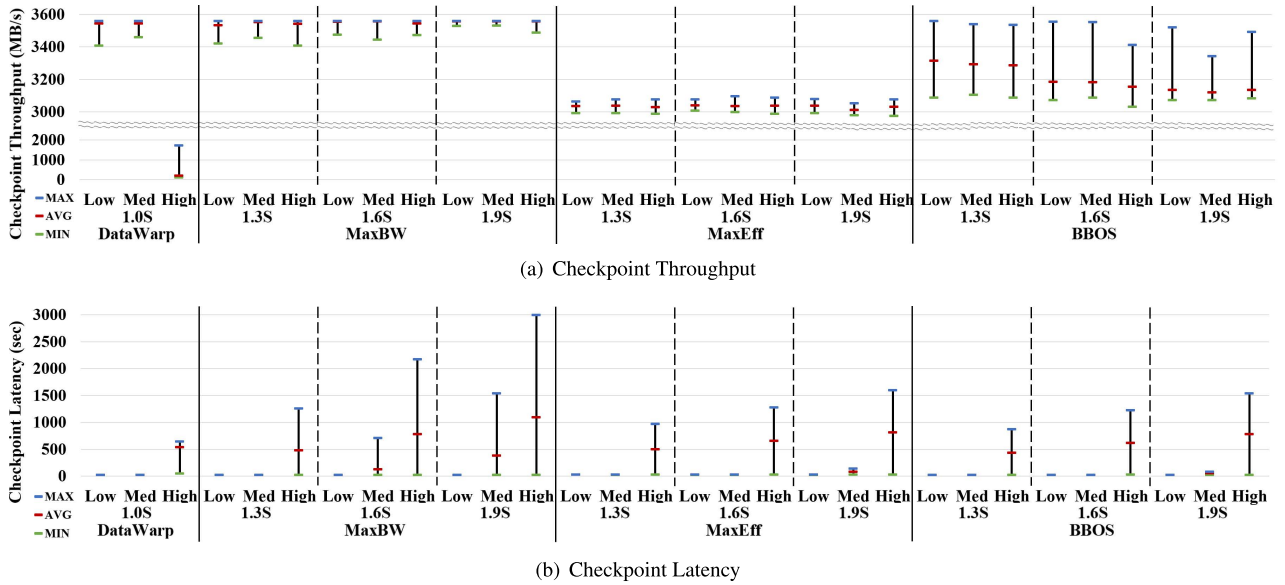 Checkpoint Throughput (MB/s)
3600
3400
3200
3000
2000
1000
0
MAX
AVG
MIN
Low Med High Low Med High Low Med High Low Med High Low Med High Low Med High Low Med High Low Med High Low Med High Low Med High
1.0S 1.3S 1.6S 1.9S 1.3S 1.6S 1.9S 1.3S 1.6S 1.9S
DataWarp MaxBW MaxEff BBOS
(a) Checkpoint Throughput
Checkpoint Latency (sec)
3000
2500
2000
1500
1000
500
0
MAX
AVG
MIN
Low Med High Low Med High Low Med High Low Med High Low Med High Low Med High Low Med High Low Med High Low Med High Low Med High
1.0S 1.3S 1.6S 1.9S 1.3S 1.6S 1.9S 1.3S 1.6S 1.9S
DataWarp MaxBW MaxEff BBOS
(b) Checkpoint Latency